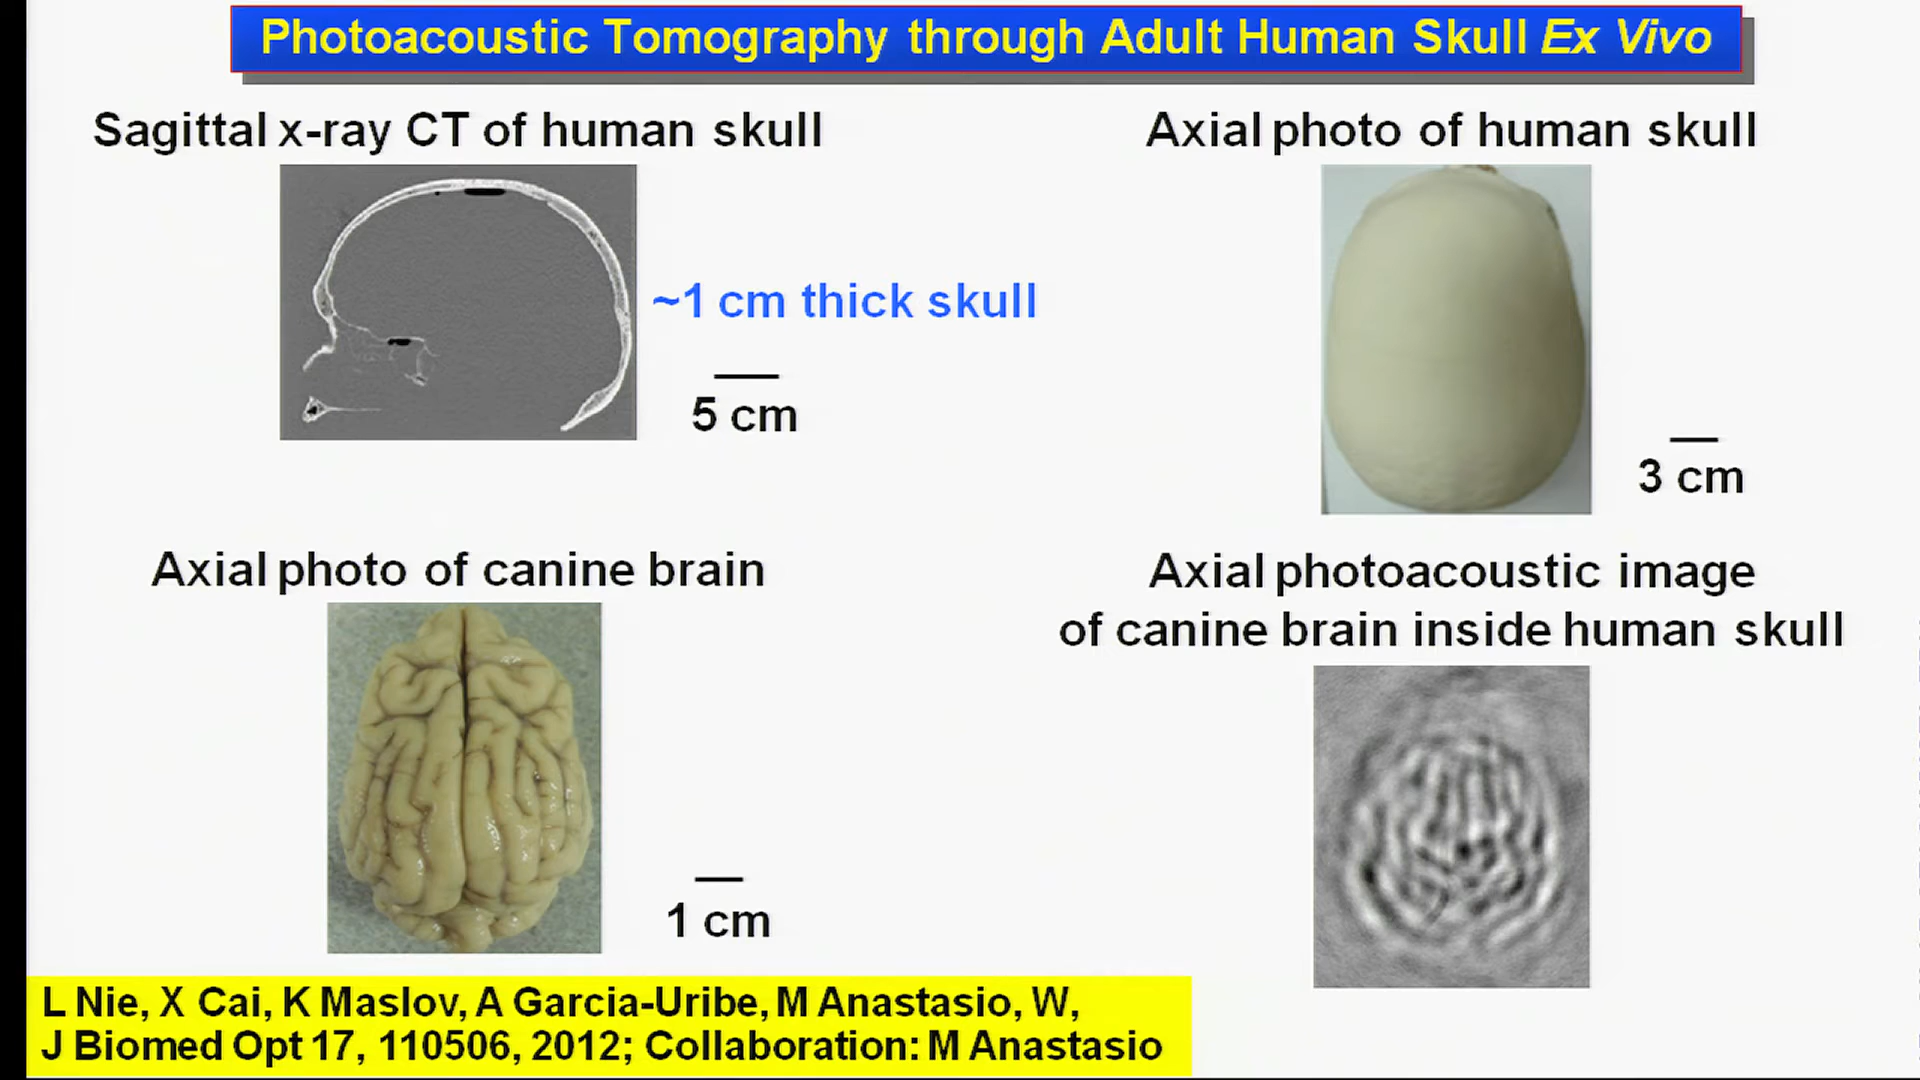 Photoacoustic Tomography through Adult Human Skull Ex Vivo
Sagittal x-ray CT of human skull
Axial photo of human skull
~1 cm thick skull
5 cm
3 cm
Axial photo of canine brain
Axial photoacoustic image
of canine brain inside human skull
1 cm
L Nie, X Cai, K Maslov, A Garcia-Uribe, M Anastasio, W,
J Biomed Opt 17, 110506, 2012; Collaboration: M Anastasio